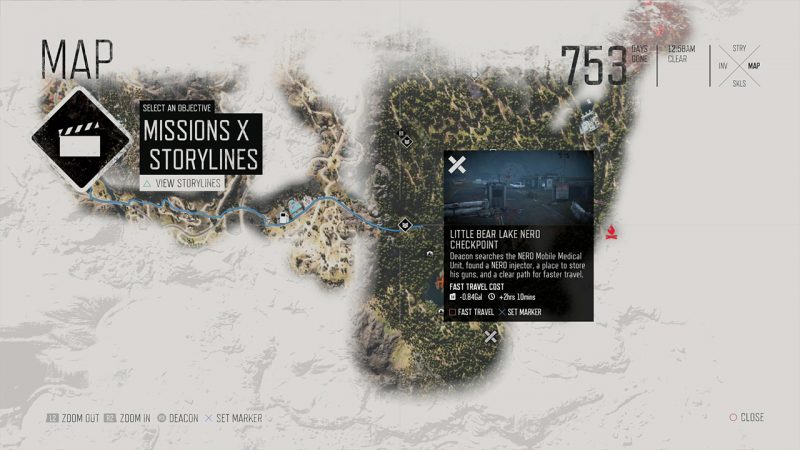 MAP
753
DAYS
GONE
12:58AM
CLEAR
STRY
INV
MAP
SKLS
SELECT AN OBJECTIVE
MISSIONS X
STORYLINES
VIEW STORYLINES
LITTLE BEAR LAKE NERO
CHECKPOINT
Deacon searches the NERO Mobile Medical
Unit, found a NERO injector, a place to store
his guns, and a clear path for faster travel.
FAST TRAVEL COST
-0.84Gal +2hrs 10mins
FAST TRAVEL SET MARKER
L2 ZOOM OUT R2 ZOOM IN R3 DEACON SET MARKER
CLOSE